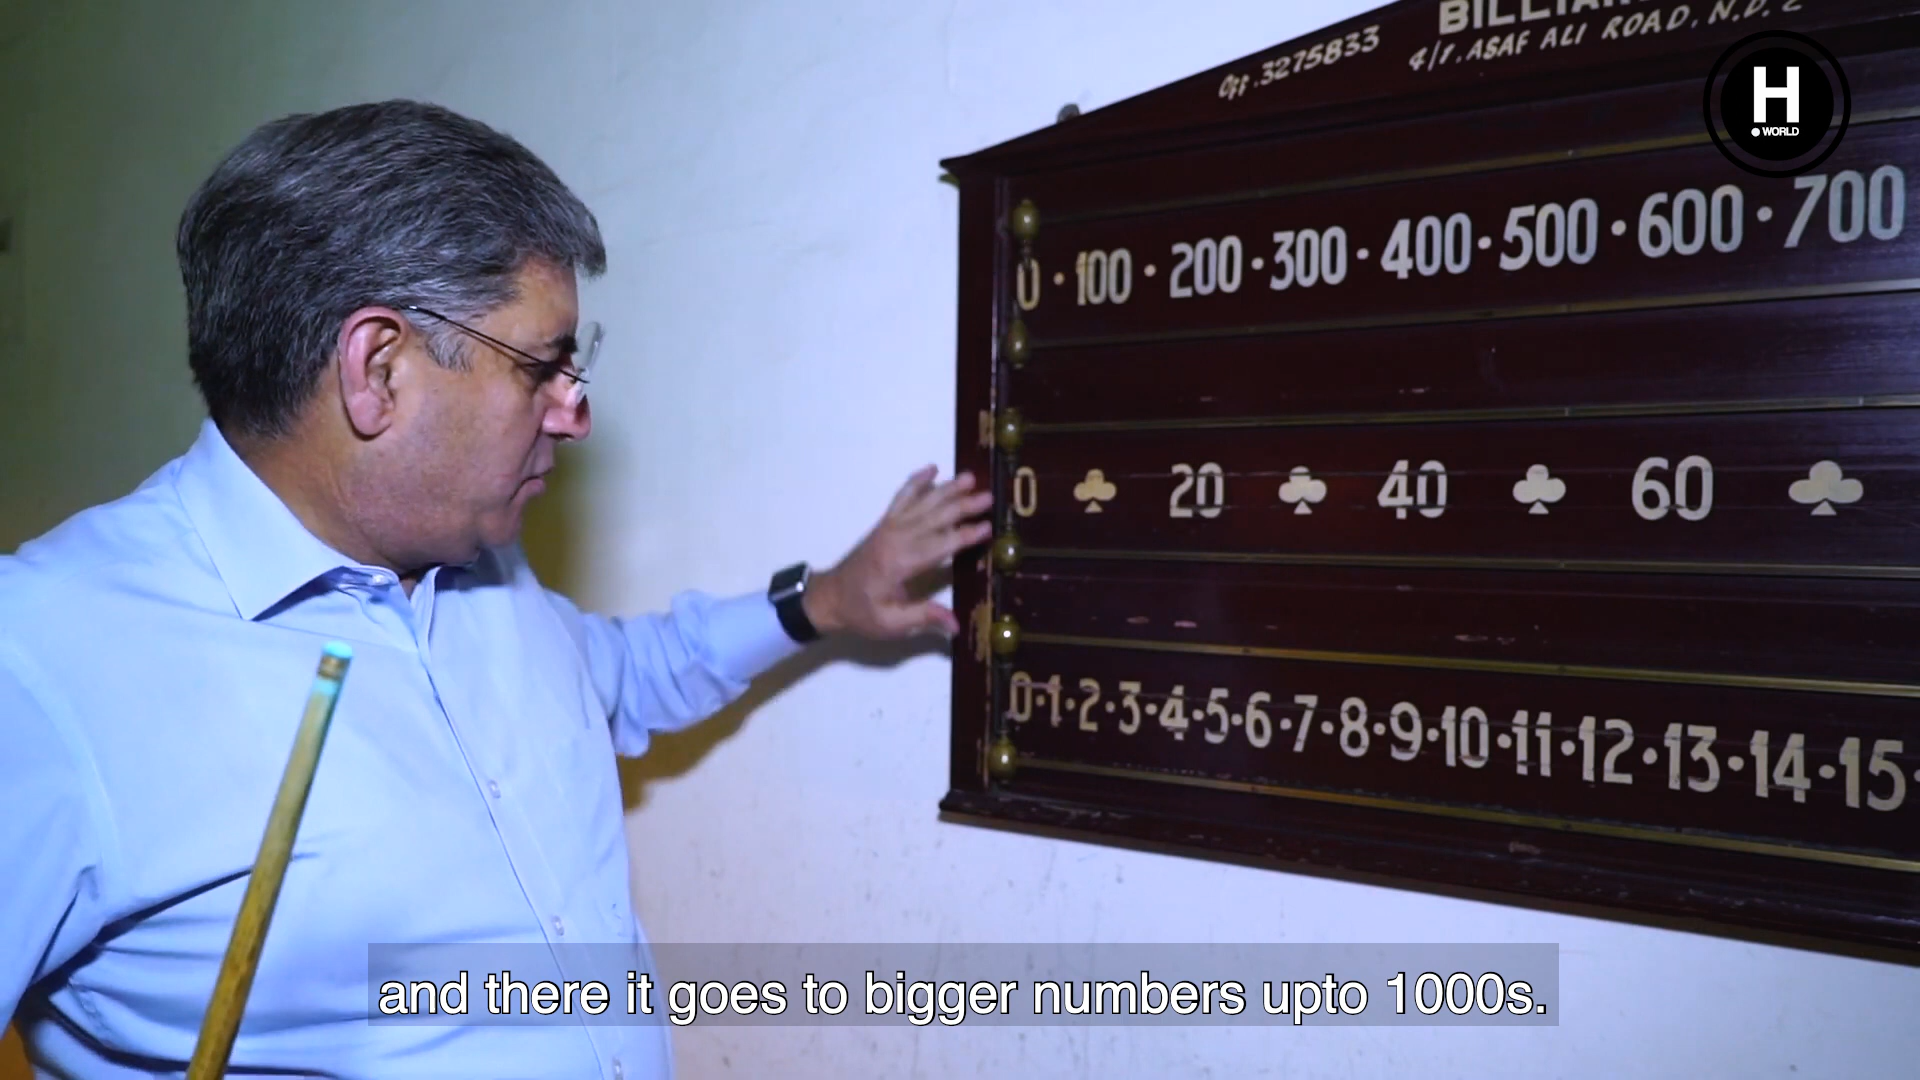 BILLIAR
Off. 3275833
4/7. ASAF ALI ROAD, N.D. 2
H
WORLD
0 · 100 · 200 · 300 · 400 · 500 · 600 · 700
0 ♣ 20 ♣ 40 ♣ 60 ♣
0·1·2·3·4·5·6·7·8·9·10·11·12·13·14·15·
and there it goes to bigger numbers upto 1000s.